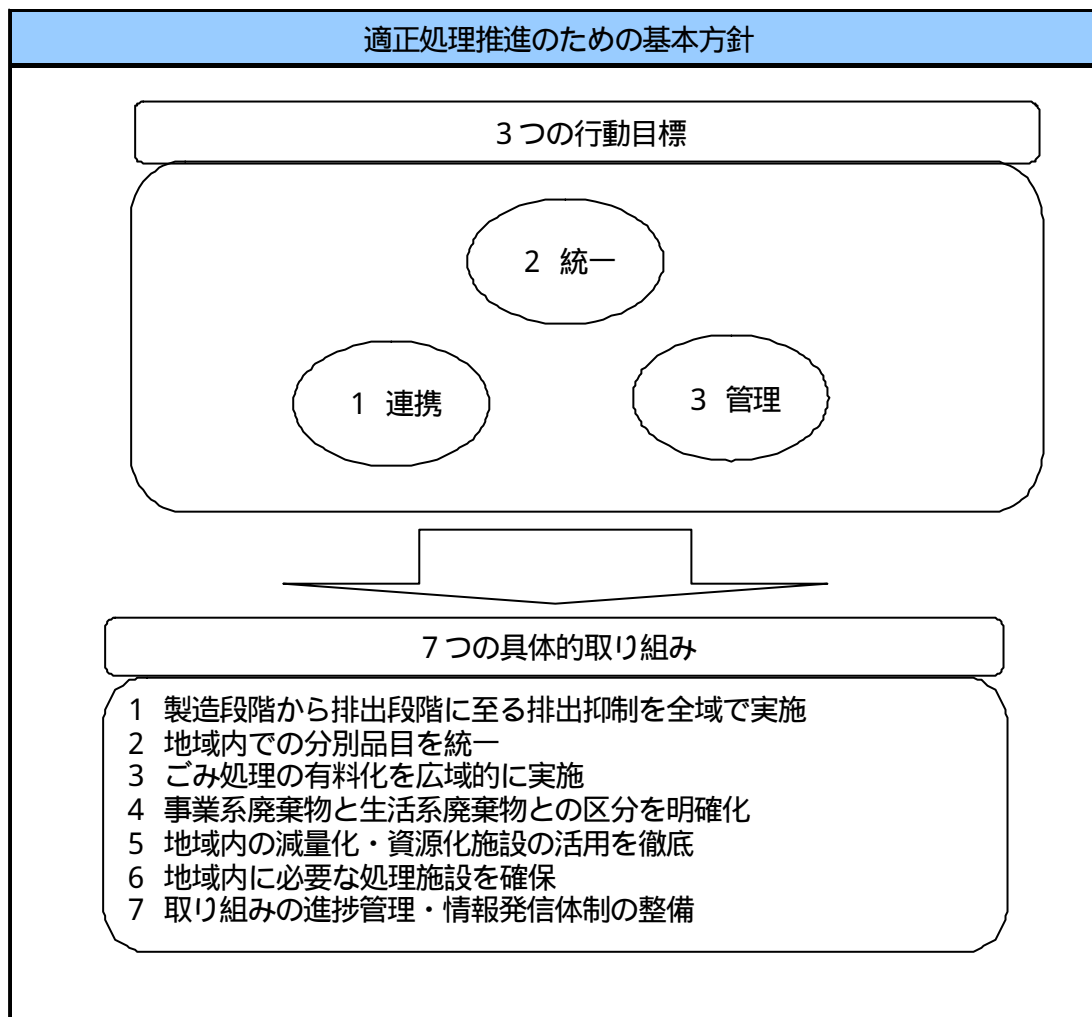 適正処理推進のための基本方針
3つの行動目標
2 統一
1 連携
3 管理
7つの具体的取り組み
1 製造段階から排出段階に至る排出抑制を全域で実施
2 地域内での分別品目を統一
3 ごみ処理の有料化を広域的に実施
4 事業系廃棄物と生活系廃棄物との区分を明確化
5 地域内の減量化・資源化施設の活用を徹底
6 地域内に必要な処理施設を確保
7 取り組みの進捗管理・情報発信体制の整備